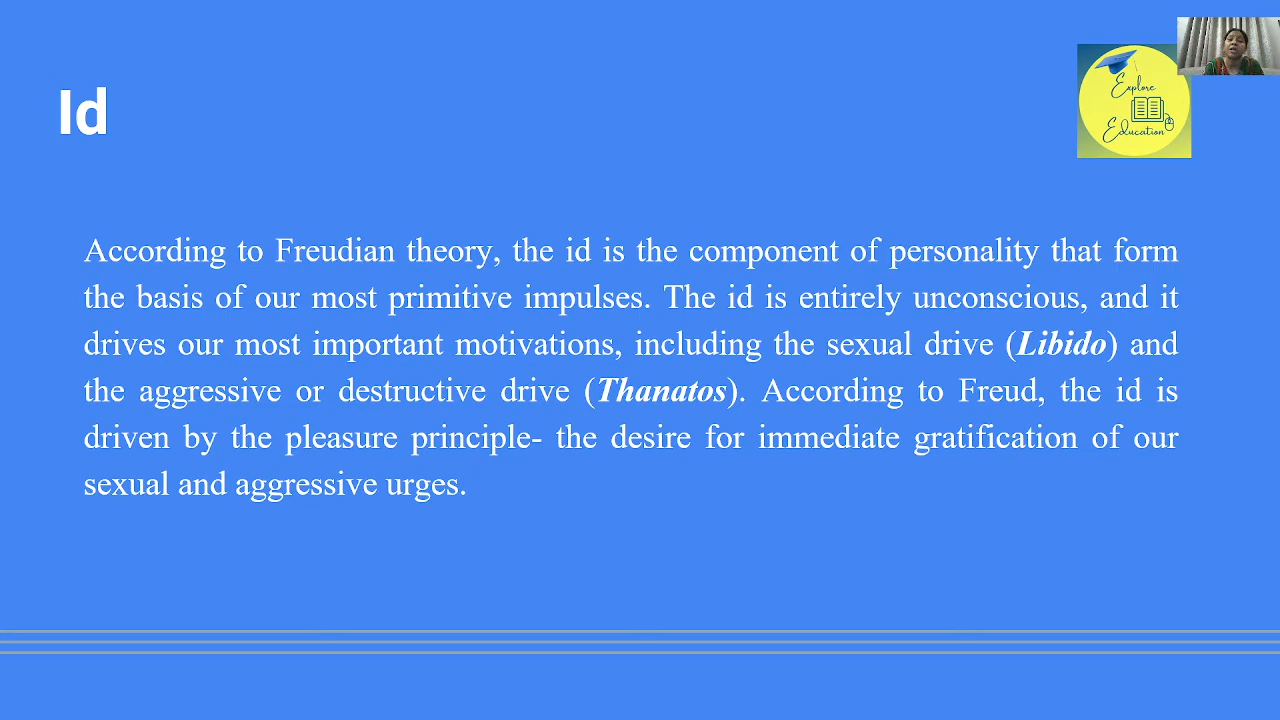 Id
Explore
Education
According to Freudian theory, the id is the component of personality that form
the basis of our most primitive impulses. The id is entirely unconscious, and it
drives our most important motivations, including the sexual drive (Libido) and
the aggressive or destructive drive (Thanatos). According to Freud, the id is
driven by the pleasure principle- the desire for immediate gratification of our
sexual and aggressive urges.